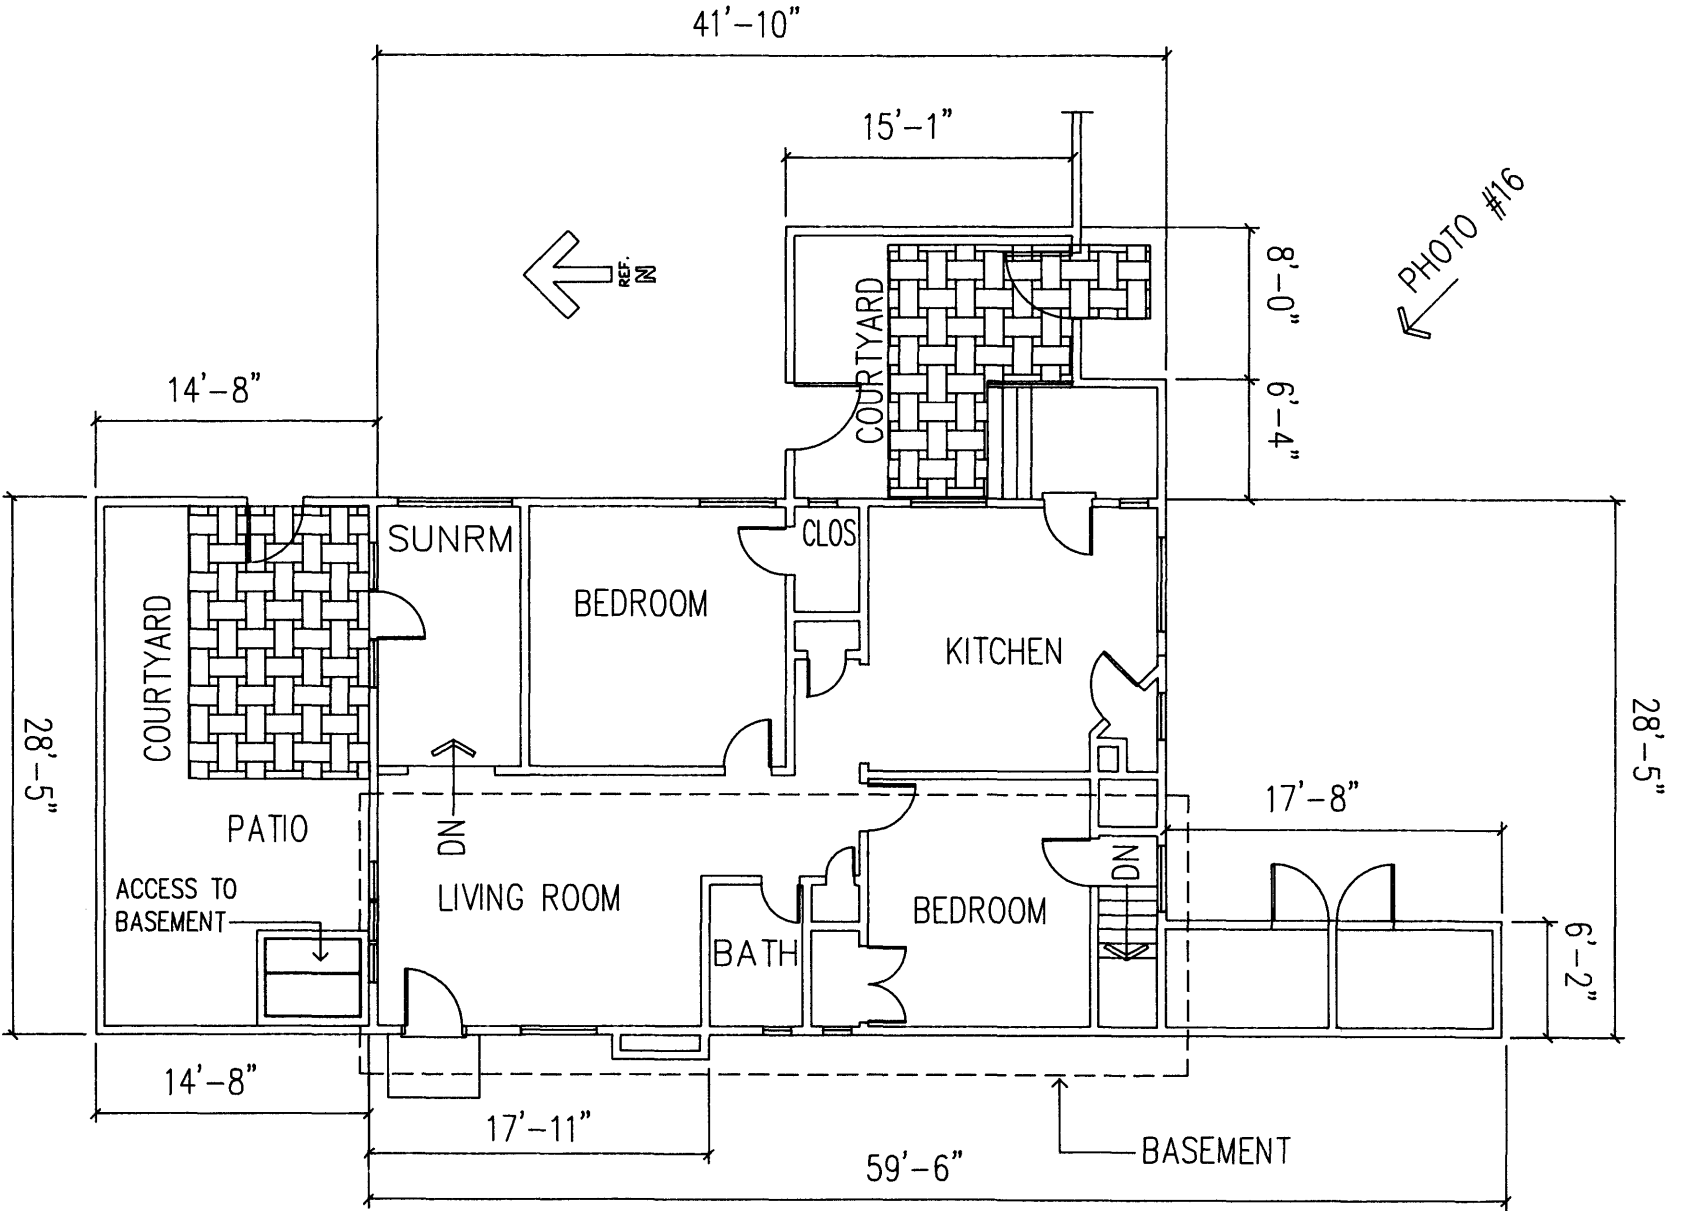 41'-10"
15'-1"
PHOTO #16
REF.
N
8'-0"
COURTYARD
14'-8"
6'-4"
SUNRM
CLOS
BEDROOM
COURTYARD
KITCHEN
28'-5"
28'-5"
17'-8"
PATIO
DN
DN
ACCESS TO
BASEMENT
LIVING ROOM
BEDROOM
BATH
6'-2"
14'-8"
17'-11"
BASEMENT
59'-6"